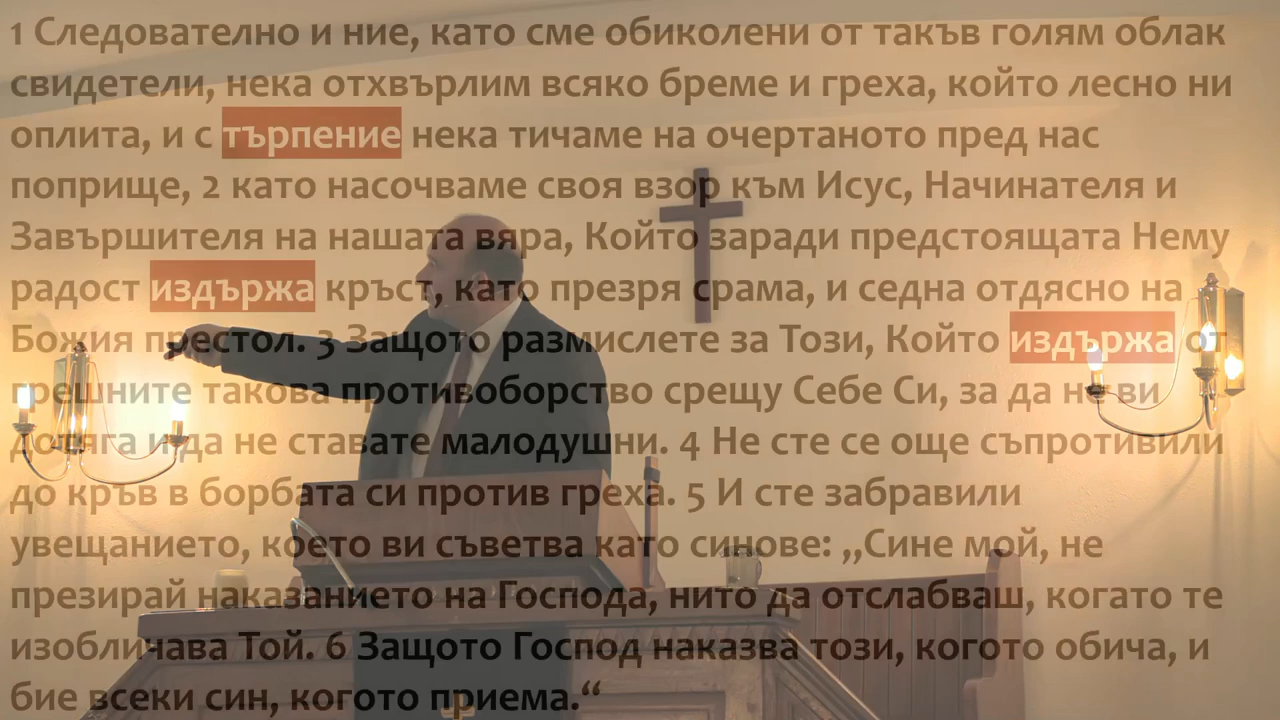 1 Следователно и ние, като сме обиколени от такъв голям облак
свидетели, нека отхвърлим всяко бреме и греха, който лесно ни
оплита, и с търпение нека тичаме на очертаното пред нас
поприще, 2 като насочваме своя взор към Исус, Начинателя и
Завършителя на нашата вяра, Който заради предстоящата Нему
радост издържа кръст, като презря срама, и седна отдясно на
Божия престол. 3 Защото размислете за Този, Който издържа от
грешните такова противоборство срещу Себе Си, за да не ви
дотяга и да не ставате малодушни. 4 Не сте се още съпротивили
до кръв в борбата си против греха. 5 И сте забравили
увещанието, което ви съветва като синове: „Сине мой, не
презирай наказанието на Господа, нито да отслабваш, когато те
изобличава Той. 6 Защото Господ наказва този, когото обича, и
бие всеки син, когото приема.“